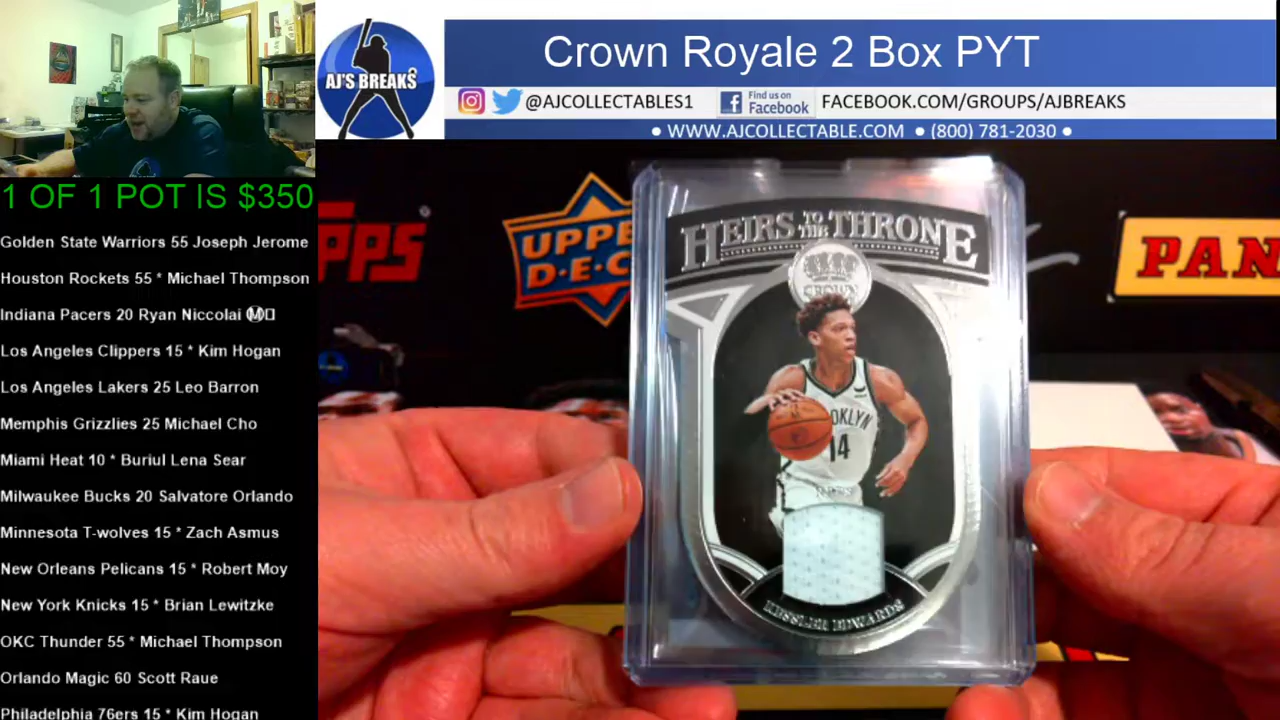 Crown Royale 2 Box PYT
AJ'S BREAKS
@AJCOLLECTABLES1
Find us on
Facebook
FACEBOOK.COM/GROUPS/AJBREAKS
• WWW.AJCOLLECTABLE.COM • (800) 781-2030 •
1 OF 1 POT IS $350
Golden State Warriors 55 Joseph Jerome
Houston Rockets 55 * Michael Thompson
Indiana Pacers 20 Ryan Niccolai
Los Angeles Clippers 15 * Kim Hogan
Los Angeles Lakers 25 Leo Barron
Memphis Grizzlies 25 Michael Cho
Miami Heat 10 * Buriul Lena Sear
Milwaukee Bucks 20 Salvatore Orlando
Minnesota T-wolves 15 * Zach Asmus
New Orleans Pelicans 15 * Robert Moy
New York Knicks 15 * Brian Lewitzke
OKC Thunder 55 * Michael Thompson
Orlando Magic 60 Scott Raue
Philadelphia 76ers 15 * Kim Hogan
PPS
UPPE
D·E·C
PAN
HEIRS TO THE THRONE
CROWN
OOKLYN
14
KESSLER EDWARDS